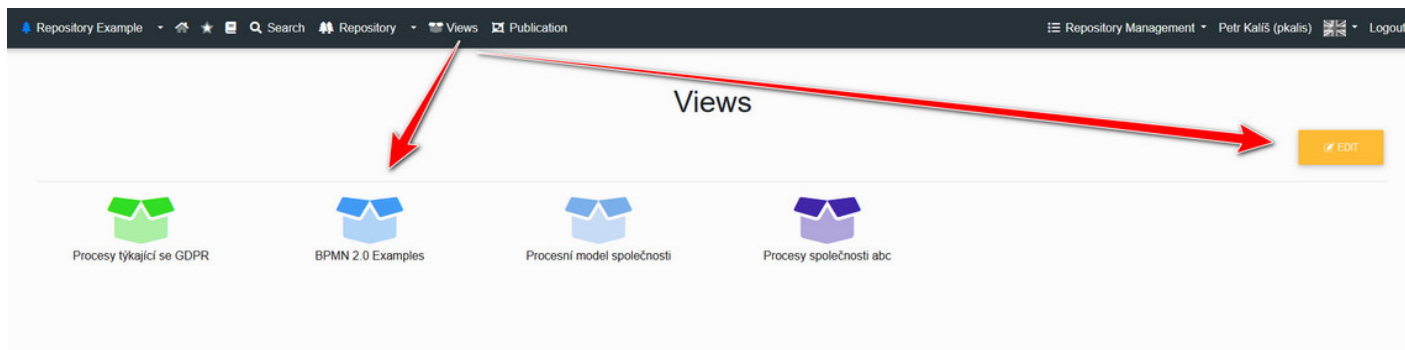 Repository Example Search Repository Views Publication Repository Management Petr Kalíš (pkalis) Logout
Views
EDIT
Procesy týkající se GDPR BPMN 2.0 Examples Procesní model společnosti Procesy společnosti abc